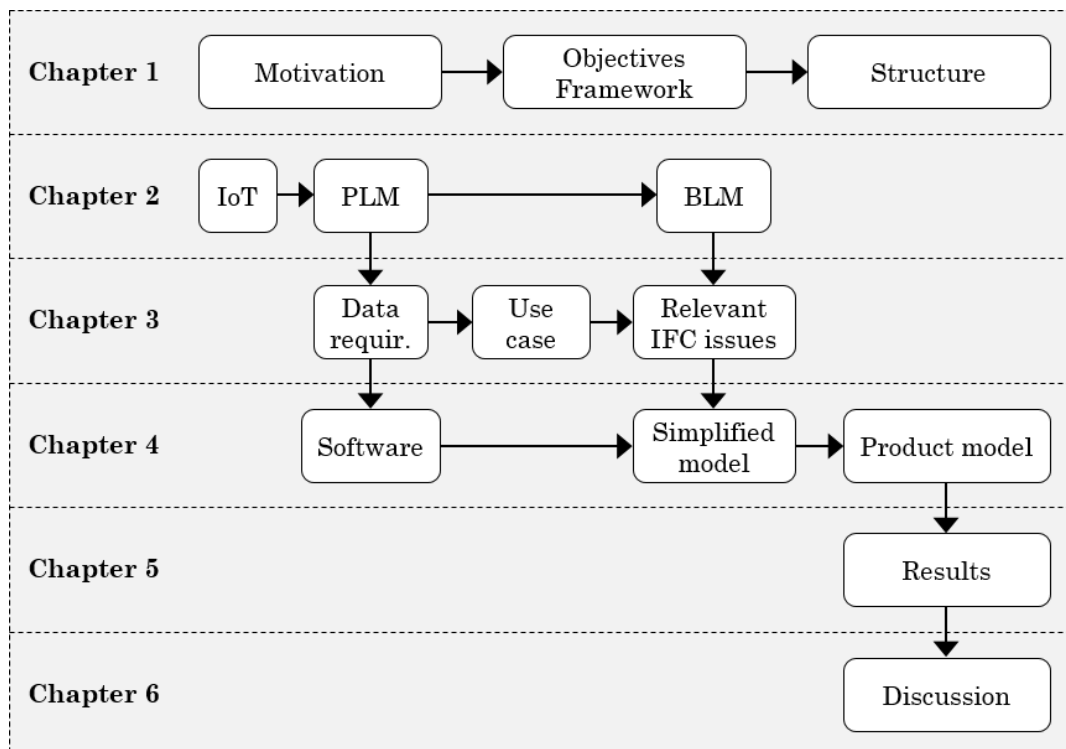 Chapter 1
Motivation
Objectives
Framework
Structure
Chapter 2
IoT
PLM
BLM
Chapter 3
Data
requir.
Use
case
Relevant
IFC issues
Chapter 4
Software
Simplified
model
Product model
Chapter 5
Results
Chapter 6
Discussion